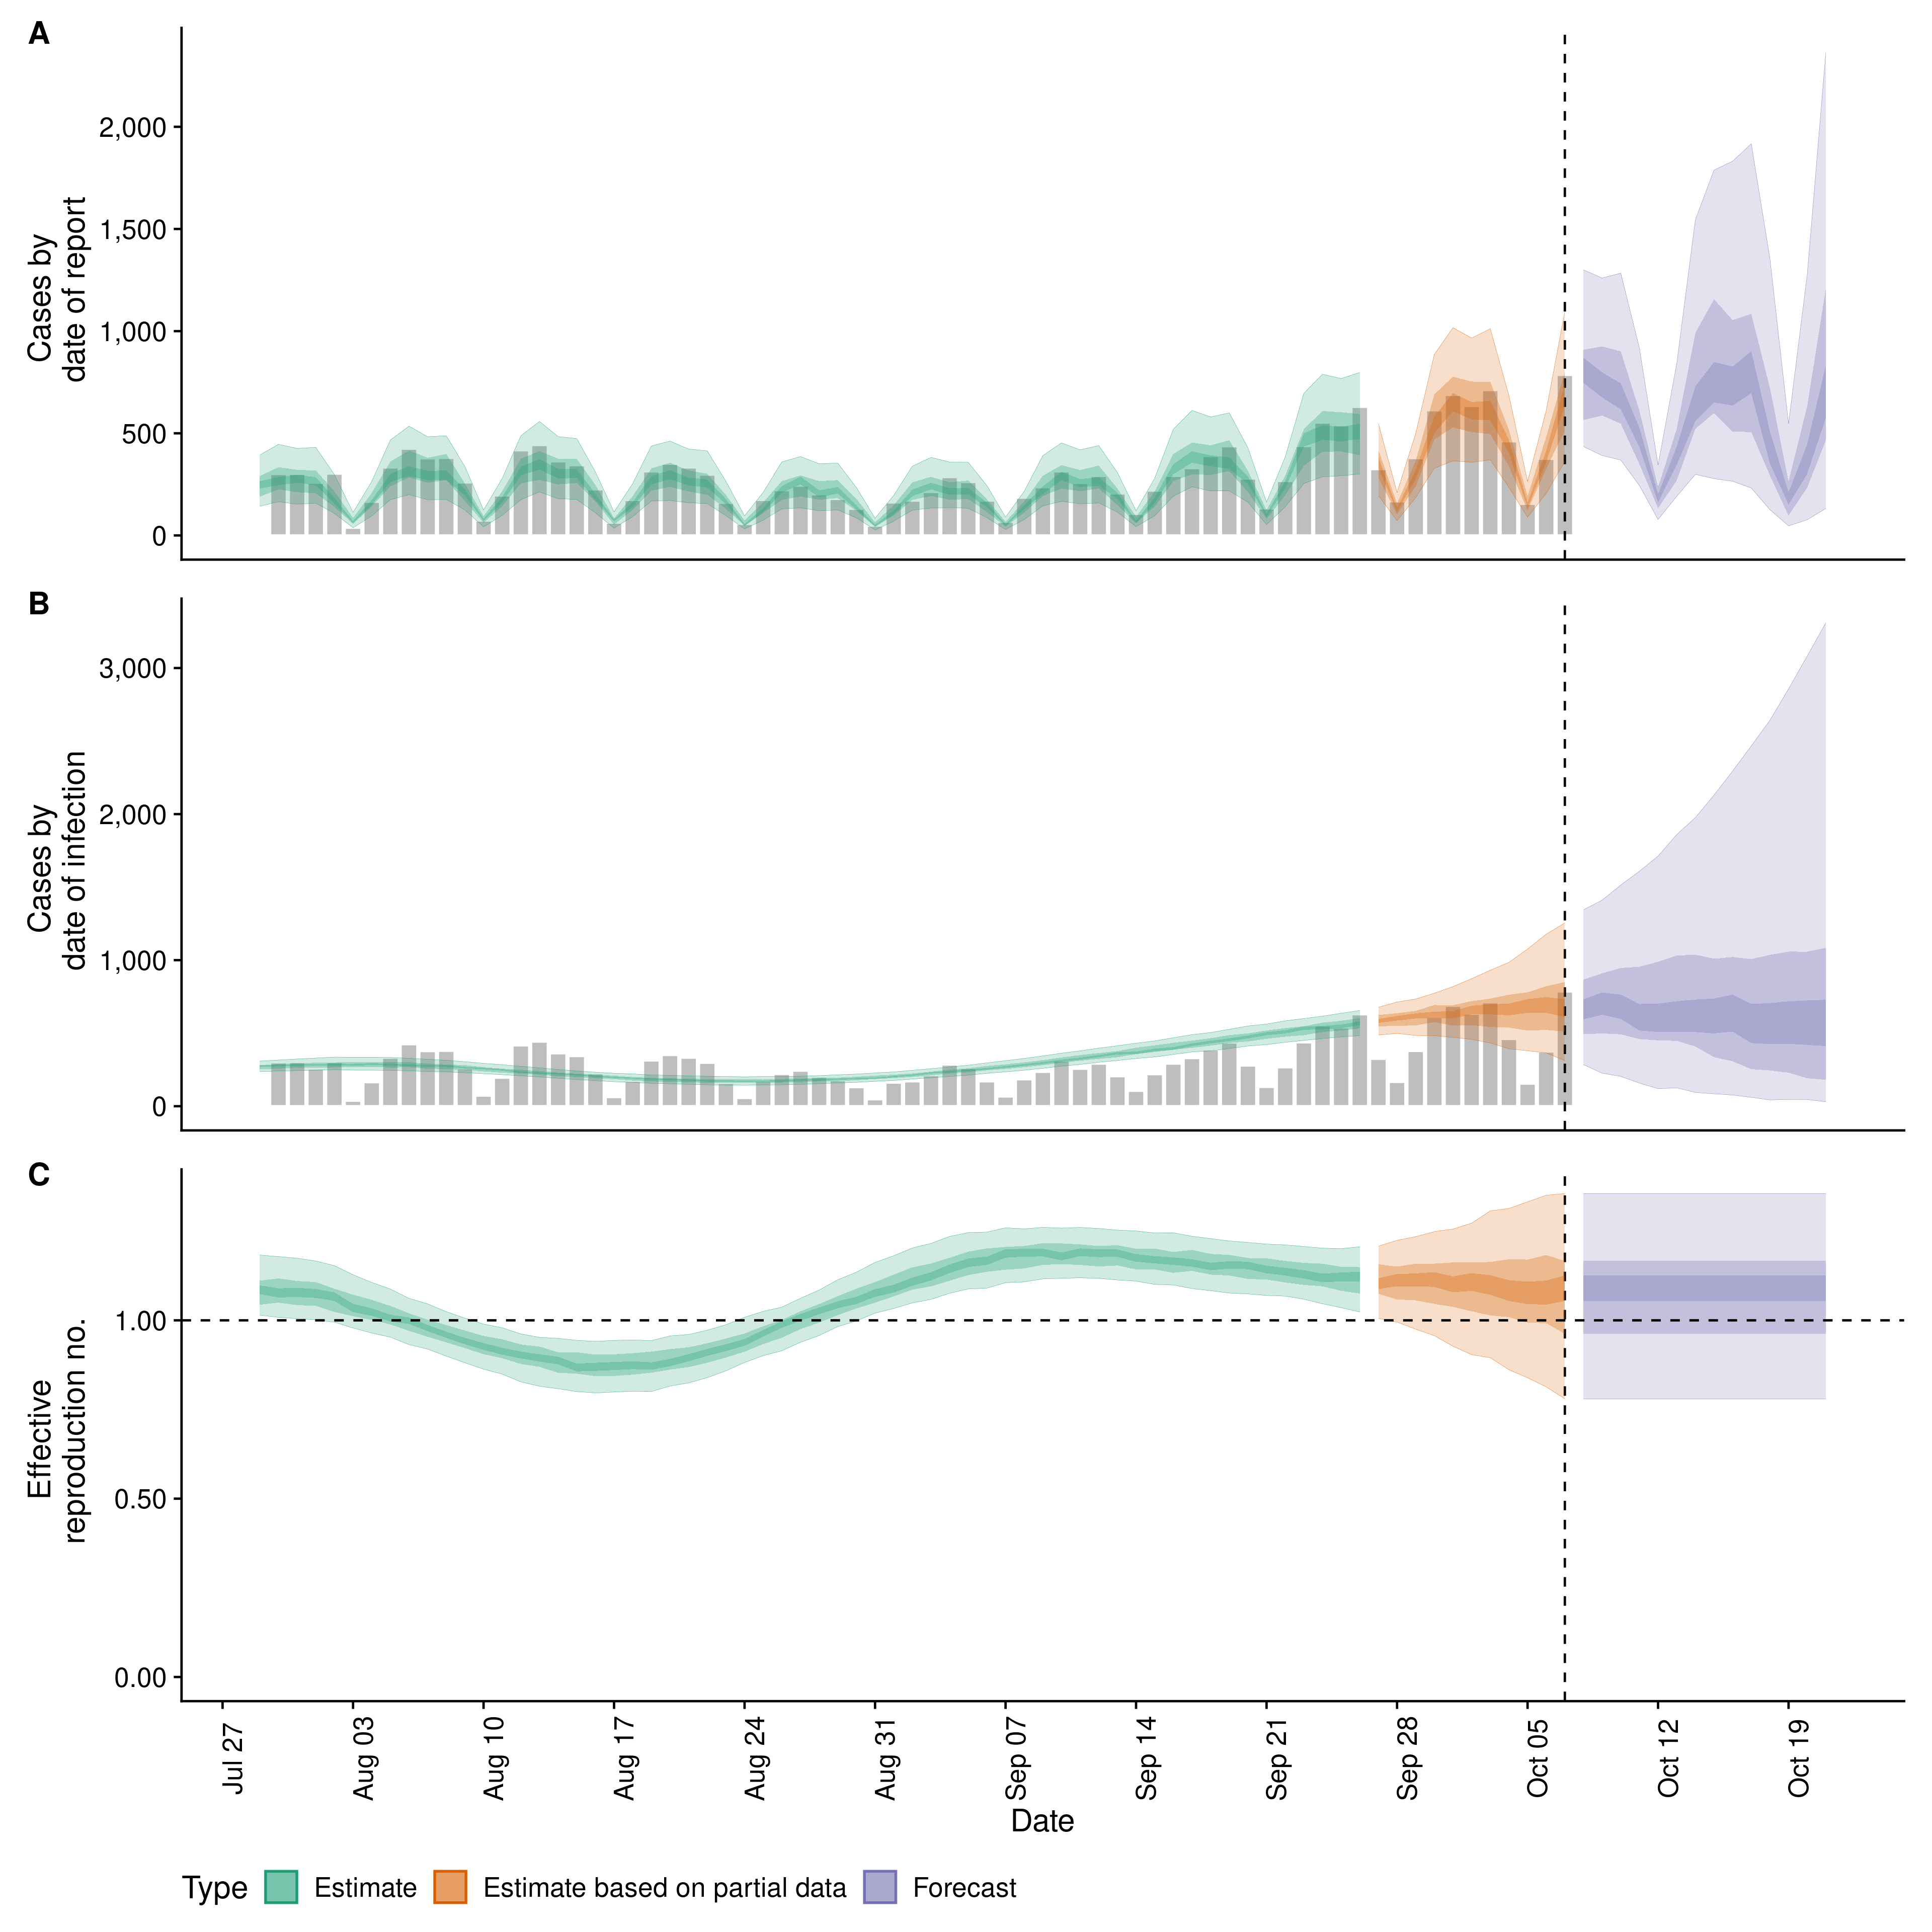 A
Cases by
date of report
2,000
1,500
1,000
500
0
B
Cases by
date of infection
3,000
2,000
1,000
0
C
Effective
reproduction no.
1.00
0.50
0.00
Jul 27
Aug 03
Aug 10
Aug 17
Aug 24
Aug 31
Sep 07
Sep 14
Sep 21
Sep 28
Oct 05
Oct 12
Oct 19
Date
Type Estimate Estimate based on partial data Forecast